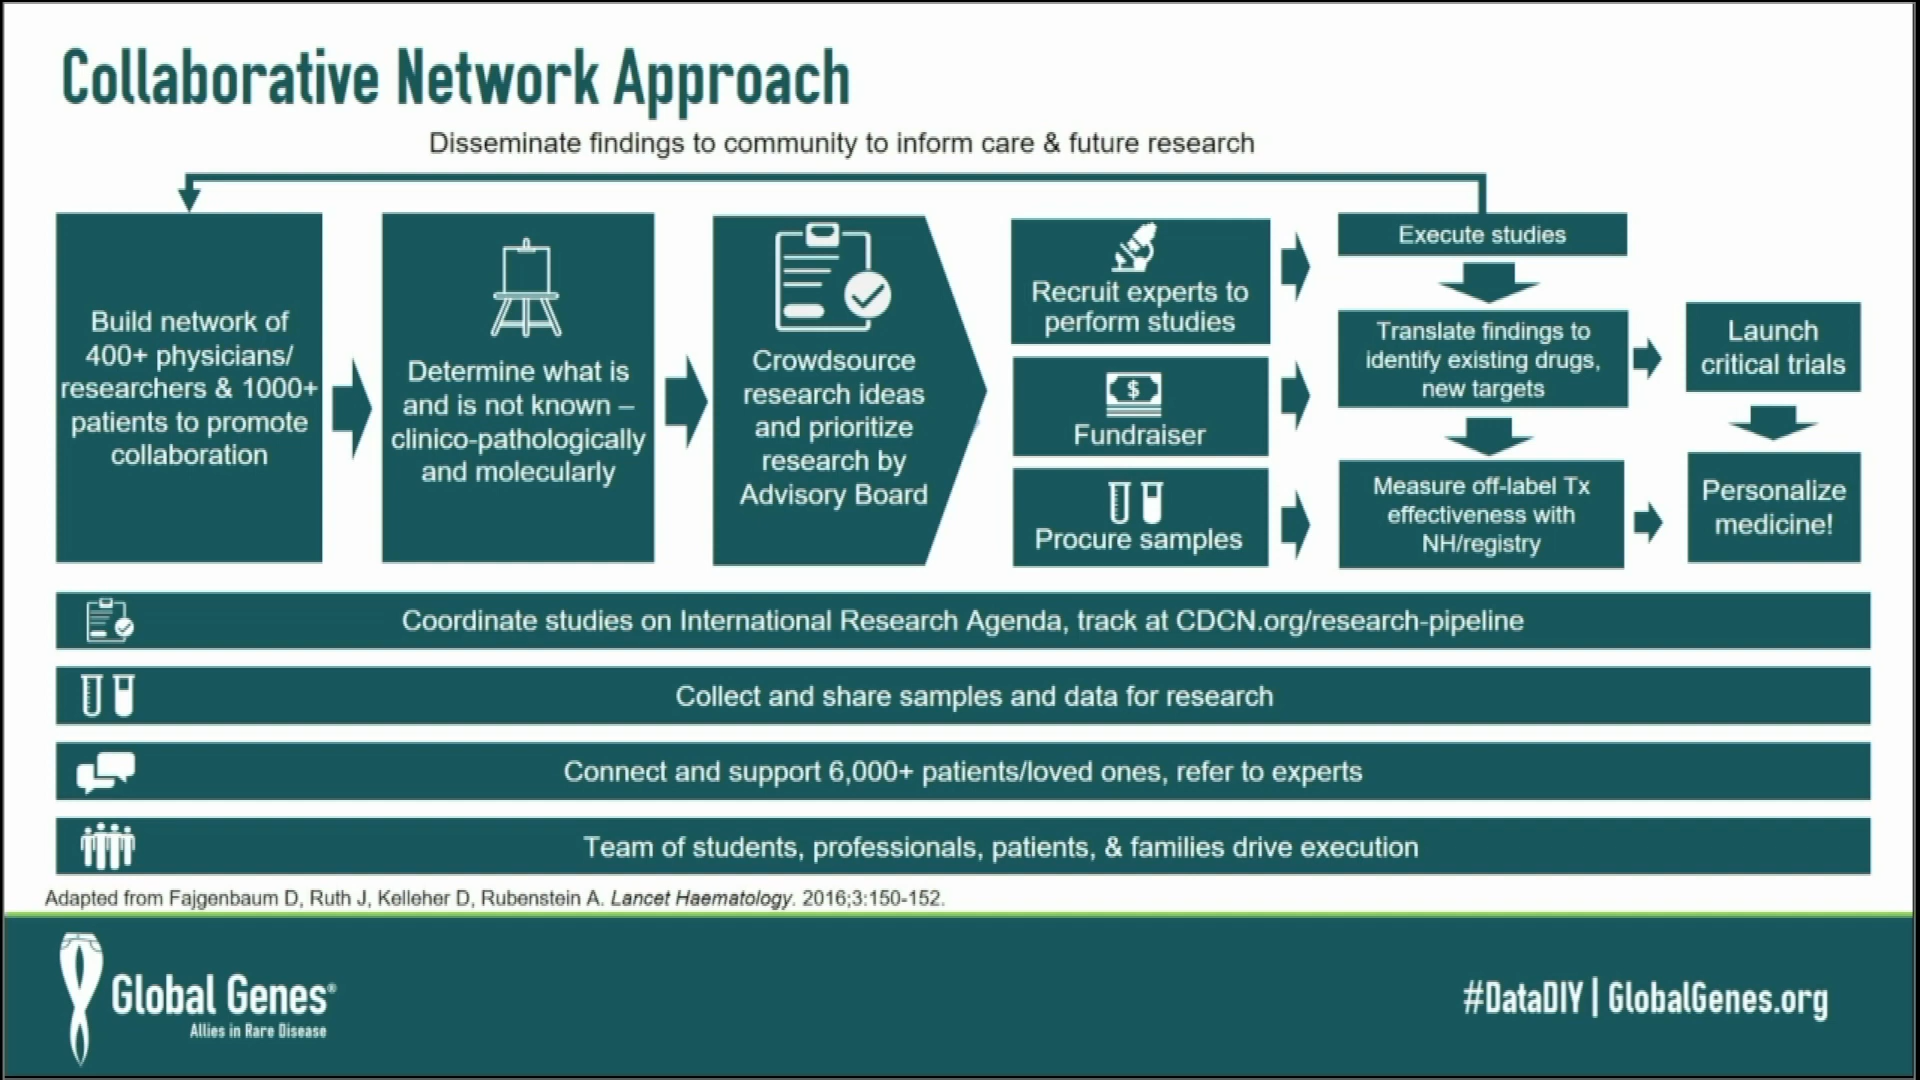 Collaborative Network Approach
Disseminate findings to community to inform care & future research
Build network of
400+ physicians/
researchers & 1000+
patients to promote
collaboration
Determine what is
and is not known –
clinico-pathologically
and molecularly
Crowdsource
research ideas
and prioritize
research by
Advisory Board
Recruit experts to
perform studies
$
Fundraiser
Procure samples
Execute studies
Translate findings to
identify existing drugs,
new targets
Measure off-label Tx
effectiveness with
NH/registry
Launch
critical trials
Personalize
medicine!
Coordinate studies on International Research Agenda, track at CDCN.org/research-pipeline
Collect and share samples and data for research
Connect and support 6,000+ patients/loved ones, refer to experts
Team of students, professionals, patients, & families drive execution
Adapted from Fajgenbaum D, Ruth J, Kelleher D, Rubenstein A. Lancet Haematology. 2016;3:150-152.
Global Genes®
Allies in Rare Disease
#DataDIY | GlobalGenes.org